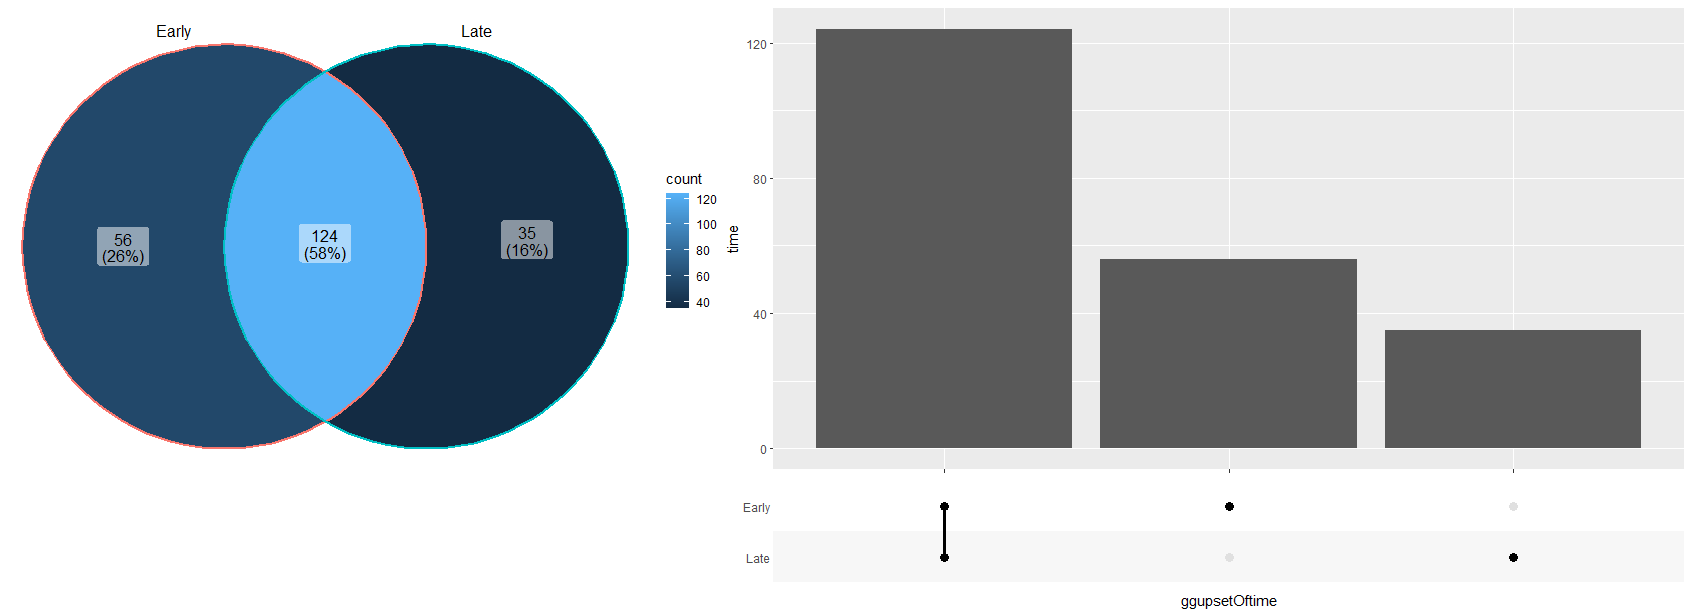 Early
Late
56
(26%)
124
(58%)
35
(16%)
count
120
100
80
60
40
time
120
80
40
0
Early
Late
ggupsetOftime